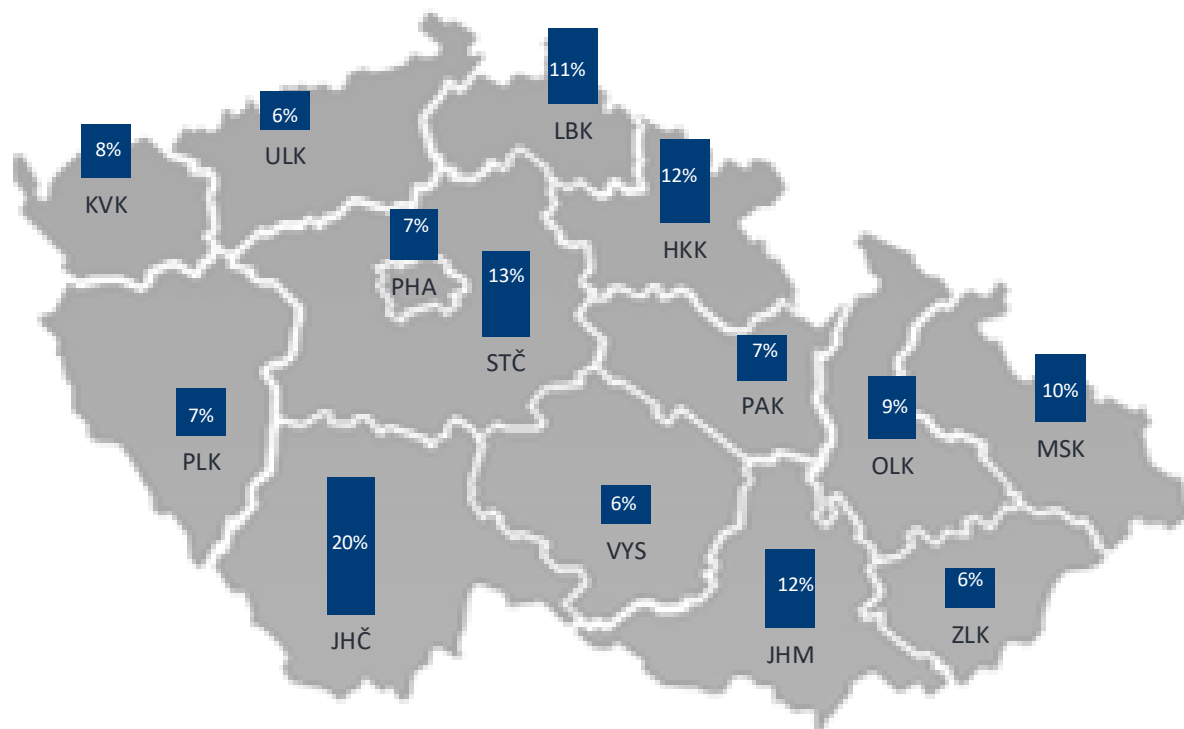 11%
LBK
6%
ULK
8%
KVK
12%
HKK
7%
PHA
13%
STČ
7%
PAK
10%
MSK
9%
OLK
7%
PLK
20%
JHČ
6%
VYS
12%
JHM
6%
ZLK